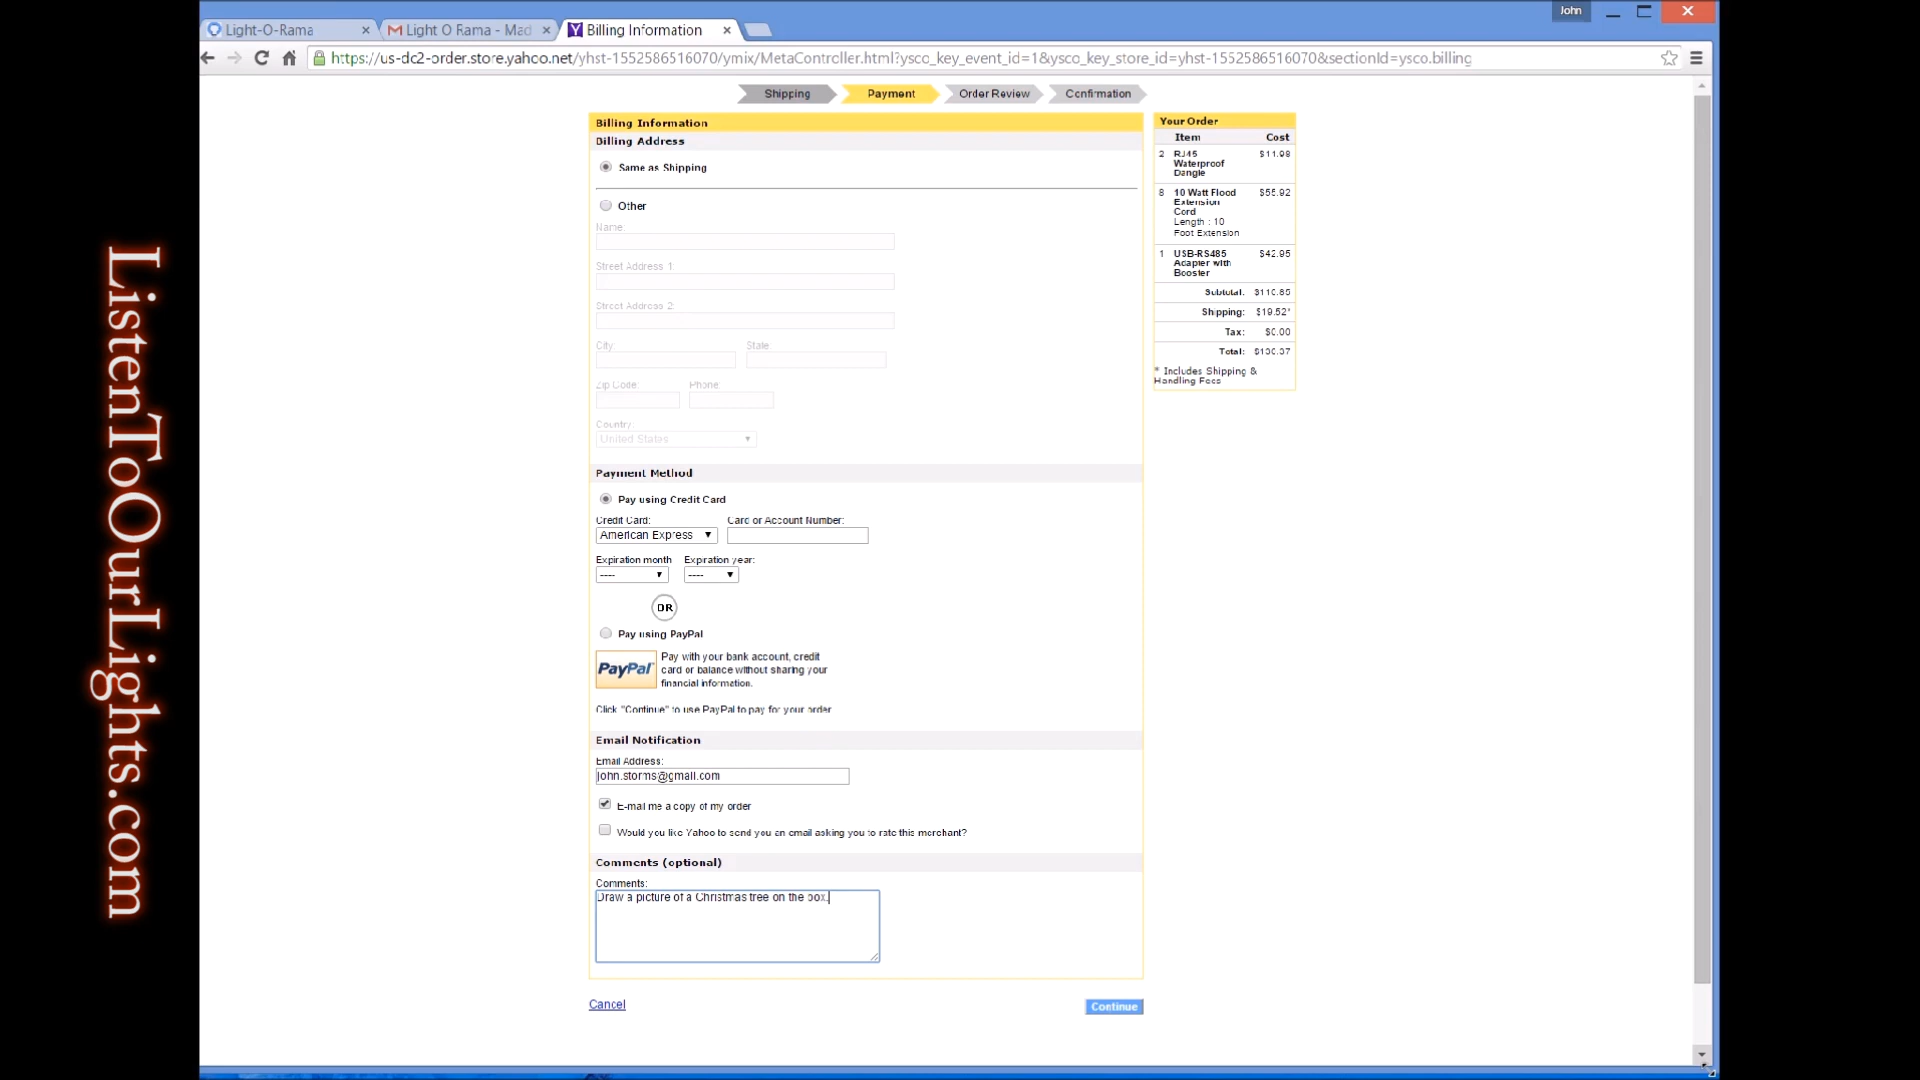 John
Light-O-Rama
Light O Rama - Mad
Billing Information
https://us-dc2-order.store.yahoo.net/yhst-1552586516070/ymix/MetaController.html?ysco_key_event_id=1&ysco_key_store_id=yhst-1552586516070&sectionId=ysco.billing
Shipping
Payment
Order Review
Confirmation
Billing Information
Billing Address
Same as Shipping
Other
Name:
Street Address 1:
Street Address 2:
City: State
Zip Code: Phone:
Country:
United States
Payment Method
Pay using Credit Card
Credit Card: Card or Account Number:
American Express
Expiration month Expiration year:
---- ----
OR
Pay using PayPal
PayPal
Pay with your bank account, credit
card or balance without sharing your
financial information.
Click "Continue" to use PayPal to pay for your order
Email Notification
Email Address:
john.storms@gmail.com
E-mail me a copy of my order
Would you like Yahoo to send you an email asking you to rate this merchant?
Comments (optional)
Comments:
Draw a picture of a Christmas tree on the box.
Cancel
Continue
Your Order
Item Cost
2 RJ45 $11.98
Waterproof
Dangle
8 10 Watt Flood $55.92
Extension
Cord
Length : 10
Foot Extension
1 USB-RS485 $42.95
Adapter with
Booster
Subtotal: $110.85
Shipping: $19.52*
Tax: $0.00
Total: $130.37
* Includes Shipping &
Handling Fees
ListenToOurLights.com